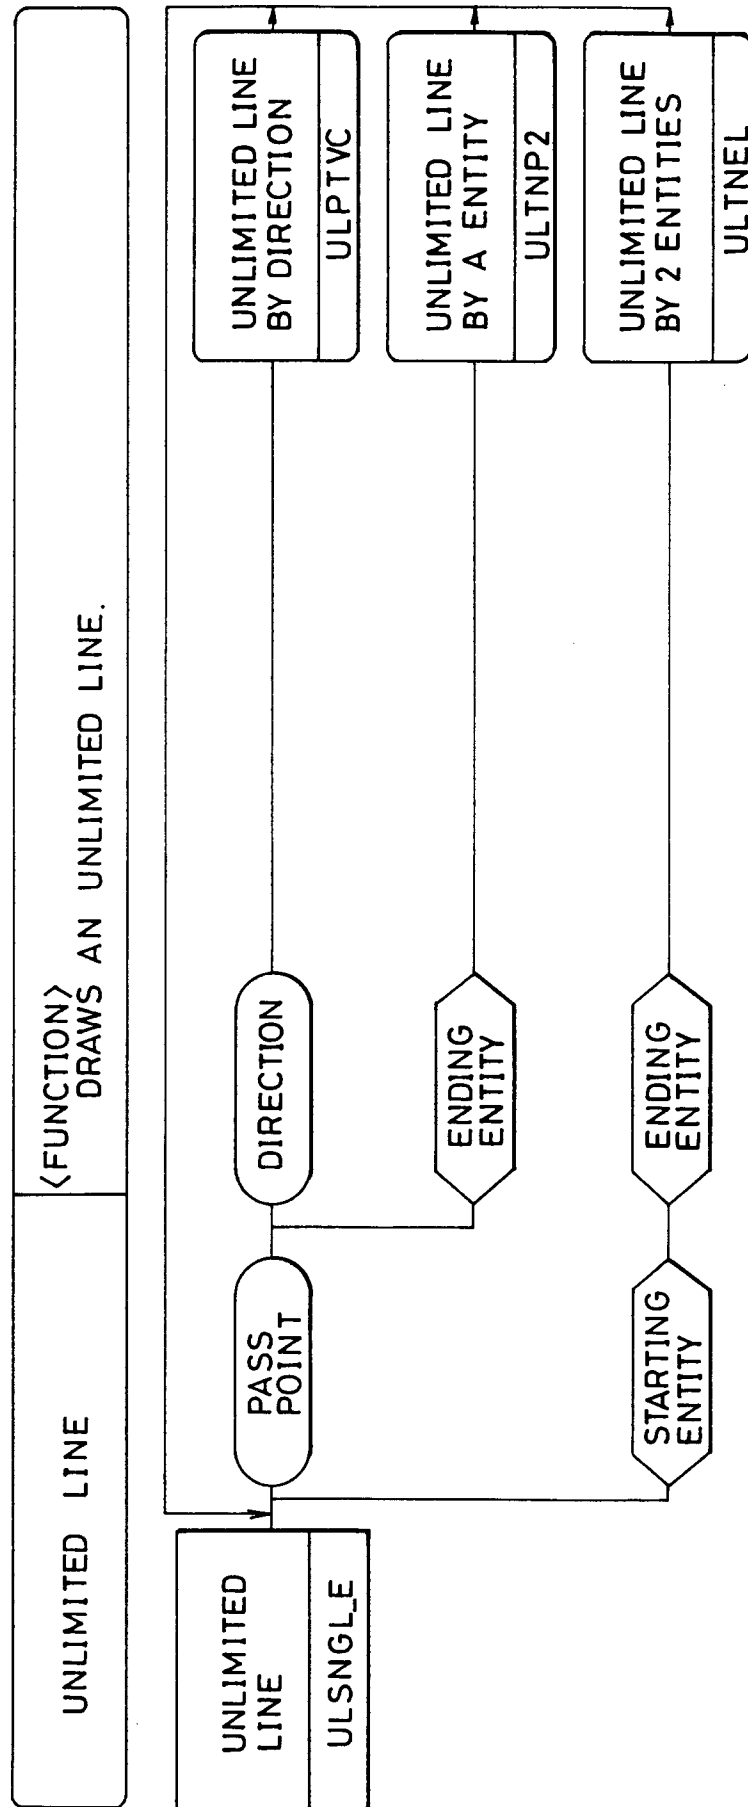 UNLIMITED LINE
<FUNCTION>
DRAWS AN UNLIMITED LINE.
UNLIMITED
LINE
ULSNGL_E
PASS
POINT
DIRECTION
UNLIMITED LINE
BY DIRECTION
ULPTVC
ENDING
ENTITY
UNLIMITED LINE
BY A ENTITY
ULTNP2
STARTING
ENTITY
ENDING
ENTITY
UNLIMITED LINE
BY 2 ENTITIES
ULTNEL